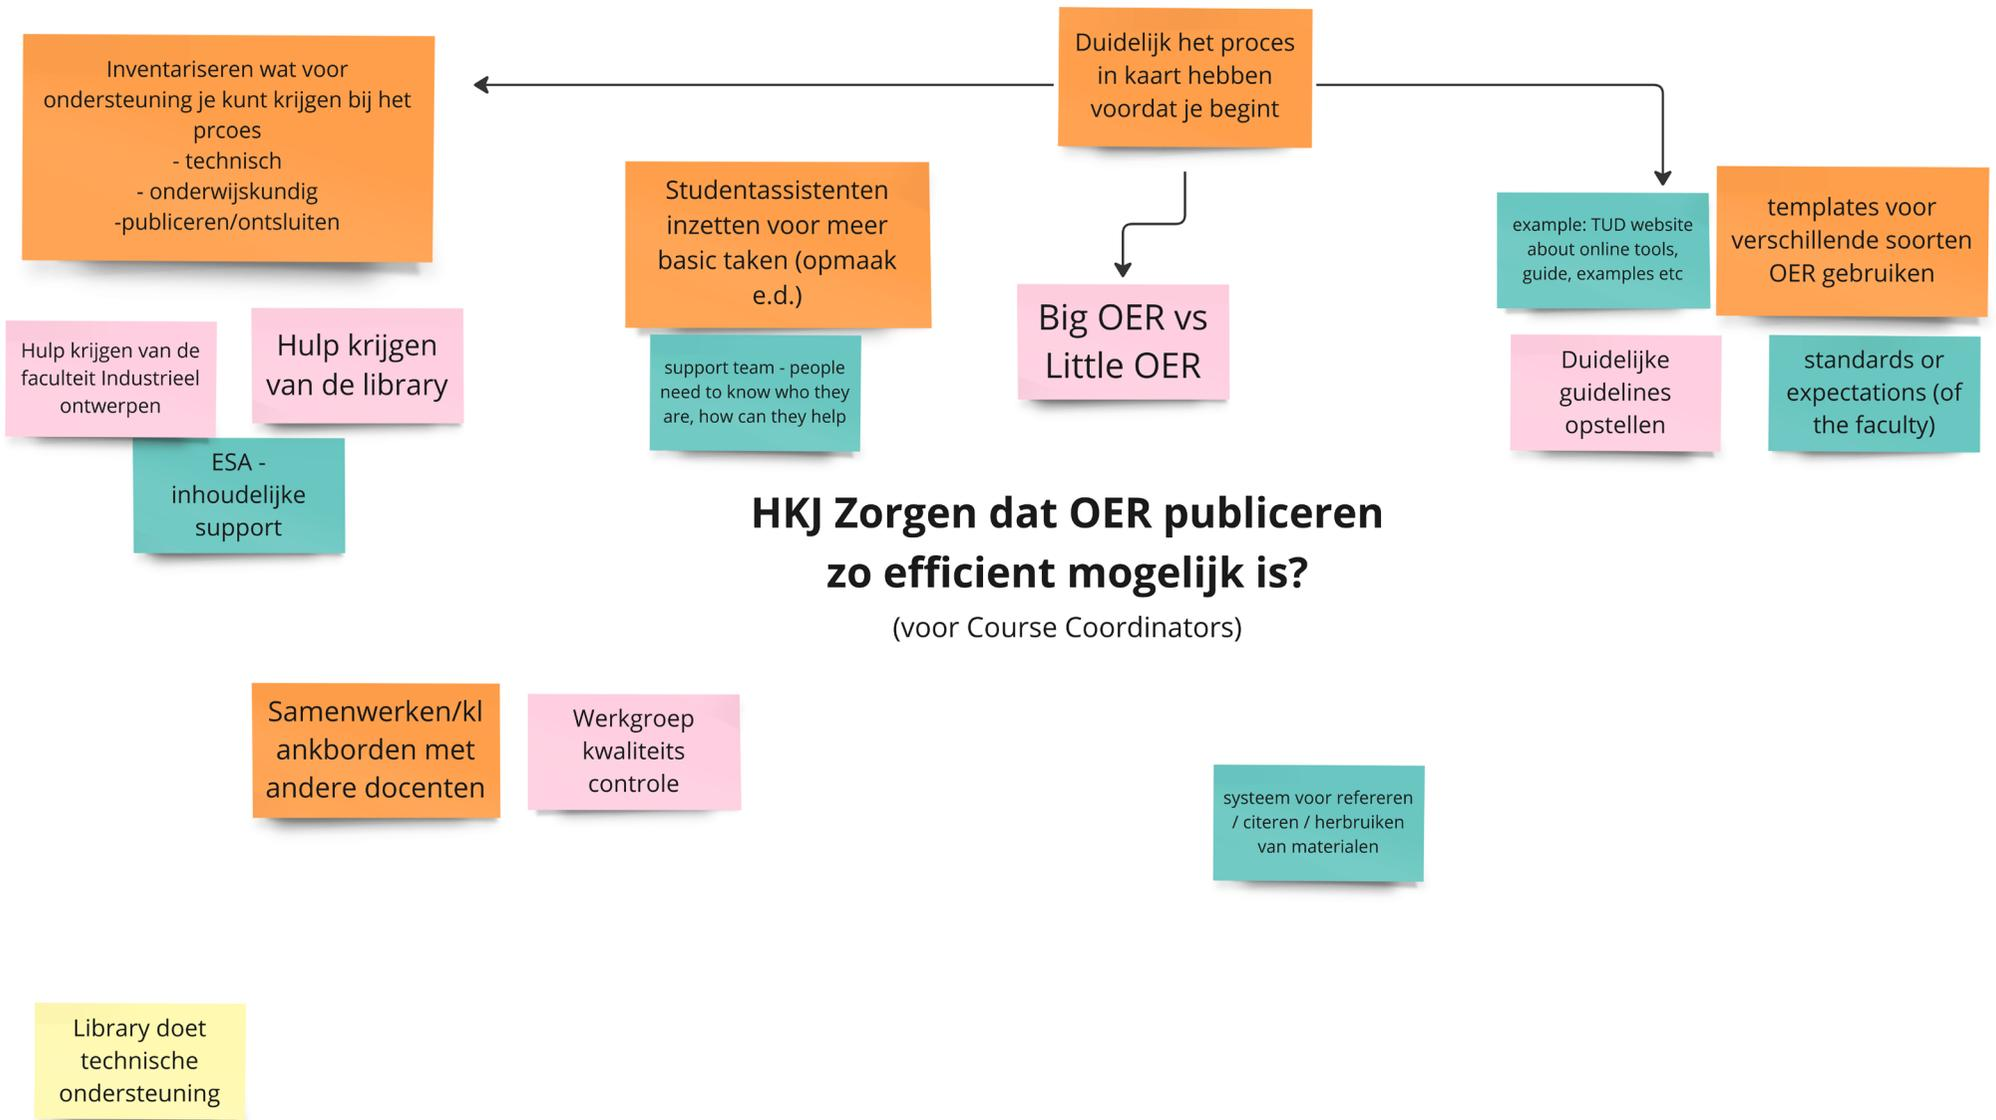 Inventariseren wat voor
ondersteuning je kunt krijgen bij het
prcoes
- technisch
- onderwijskundig
-publiceren/ontsluiten
Duidelijk het proces
in kaart hebben
voordat je begint
Studentassistenten
inzetten voor meer
basic taken (opmaak
e.d.)
support team - people
need to know who they
are, how can they help
Big OER vs
Little OER
example: TUD website
about online tools,
guide, examples etc
templates voor
verschillende soorten
OER gebruiken
Duidelijke
guidelines
opstellen
standards or
expectations (of
the faculty)
Hulp krijgen van de
faculteit Industrieel
ontwerpen
Hulp krijgen
van de library
ESA -
inhoudelijke
support
HKJ Zorgen dat OER publiceren
zo efficient mogelijk is?
(voor Course Coordinators)
Samenwerken/kl
ankborden met
andere docenten
Werkgroep
kwaliteits
controle
systeem voor refereren
/ citeren / herbruiken
van materialen
Library doet
technische
ondersteuning